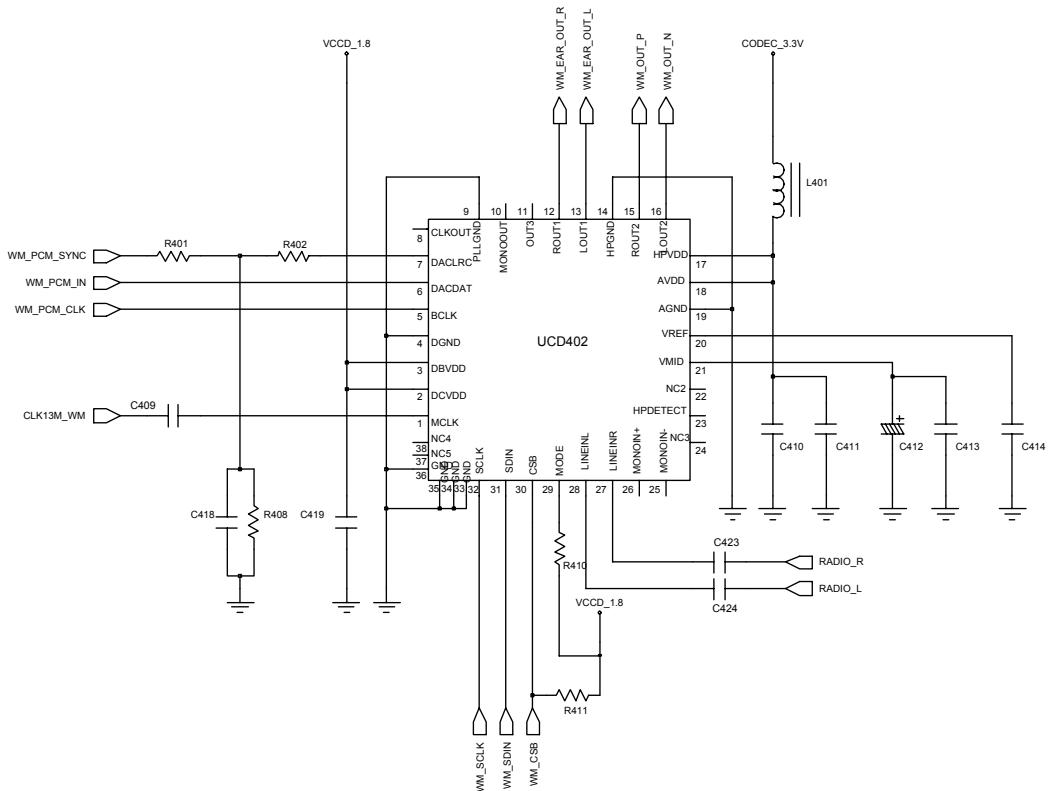 WM_EAR_OUT_R
WM_EAR_OUT_L
WM_OUT_P
WM_OUT_N
VCCD_1.8
CODEC_3.3V
L401
9
10
11
12
13
14
15
16
PLLGND
MONOOUT
OUT3
ROUT1
LOUT1
HPGND
ROUT2
LOUT2
8
CLKOUT
WM_PCM_SYNC
R401
R402
7
DACLRC
HPVDD
17
WM_PCM_IN
6
DACDAT
AVDD
18
WM_PCM_CLK
5
BCLK
AGND
19
4
DGND
UCD402
VREF
20
3
DBVDD
VMID
21
2
DCVDD
NC2
22
CLK13M_WM
C409
1
MCLK
HPDETECT
23
NC4
38
NC5
37
GND
36
NC3
24
GND
GND
GND
SCLK
SDIN
CSB
MODE
LINEINL
LINEINR
MONOIN+
MONOIN-
35
34
33
32
31
30
29
28
27
26
25
+
C410
C411
C412
C413
C414
C418
R408
C419
R410
C423
RADIO_R
C424
RADIO_L
VCCD_1.8
R411
WM_SCLK
WM_SDIN
WM_CSB